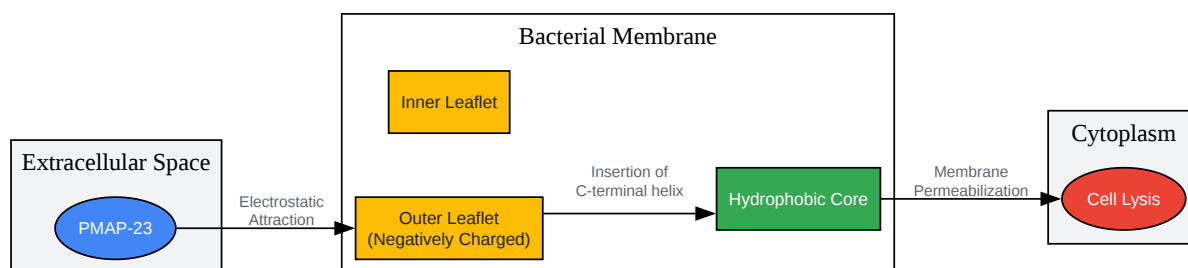 Bacterial Membrane
Inner Leaflet
Extracellular Space
PMAP-23
Electrostatic
Attraction
Outer Leaflet
(Negatively Charged)
Insertion of
C-terminal helix
Hydrophobic Core
Membrane
Permeabilization
Cytoplasm
Cell Lysis